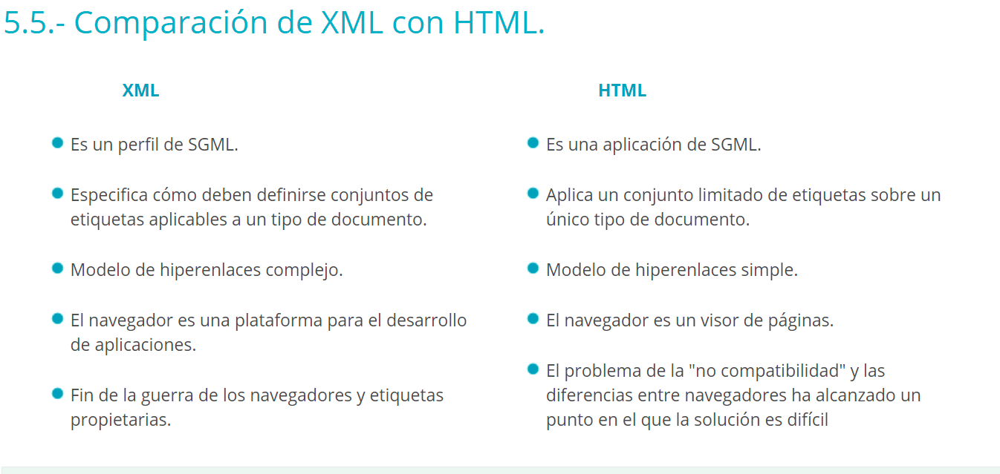 5.5.- Comparación de XML con HTML.
XML
Es un perfil de SGML.
Especifica cómo deben definirse conjuntos de
etiquetas aplicables a un tipo de documento.
Modelo de hiperenlaces complejo.
El navegador es una plataforma para el desarrollo
de aplicaciones.
Fin de la guerra de los navegadores y etiquetas
propietarias.
HTML
Es una aplicación de SGML.
Aplica un conjunto limitado de etiquetas sobre un
único tipo de documento.
Modelo de hiperenlaces simple.
El navegador es un visor de páginas.
El problema de la "no compatibilidad" y las
diferencias entre navegadores ha alcanzado un
punto en el que la solución es difícil